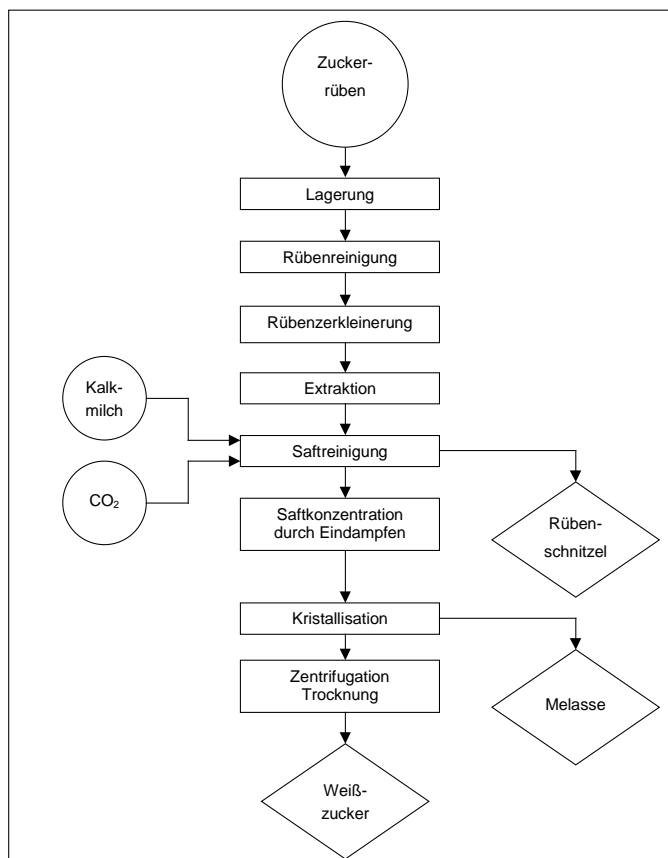 Zucker-
rüben
Lagerung
Rübenreinigung
Rübenzerkleinerung
Extraktion
Kalk-
milch
Saftreinigung
CO₂
Saftkonzentration
durch Eindampfen
Rüben-
schnitzel
Kristallisation
Zentrifugation
Trocknung
Melasse
Weiß-
zucker